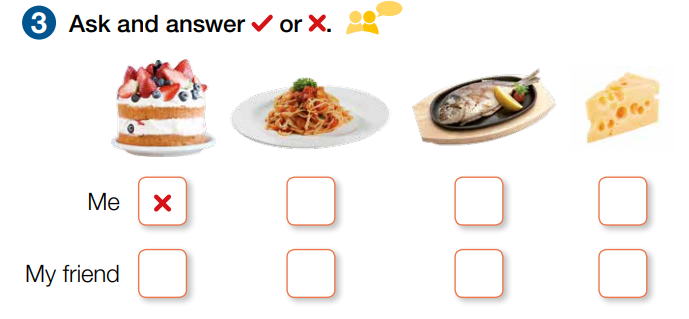 3 Ask and answer ✓ or ✗.
Me ✗
My friend